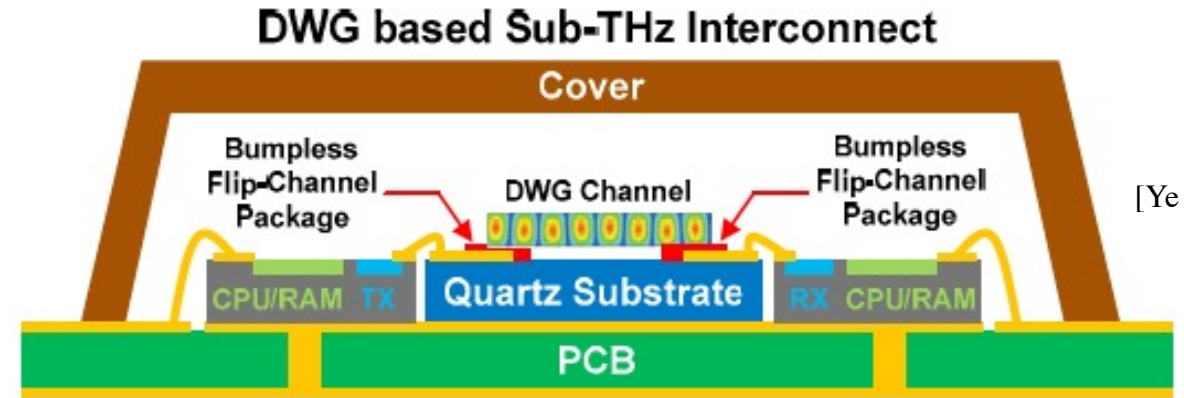 DWG based Sub-THz Interconnect
Cover
Bumpless
Flip-Channel
Package
DWG Channel
Bumpless
Flip-Channel
Package
[Ye
CPU/RAM TX
Quartz Substrate
RX CPU/RAM
PCB